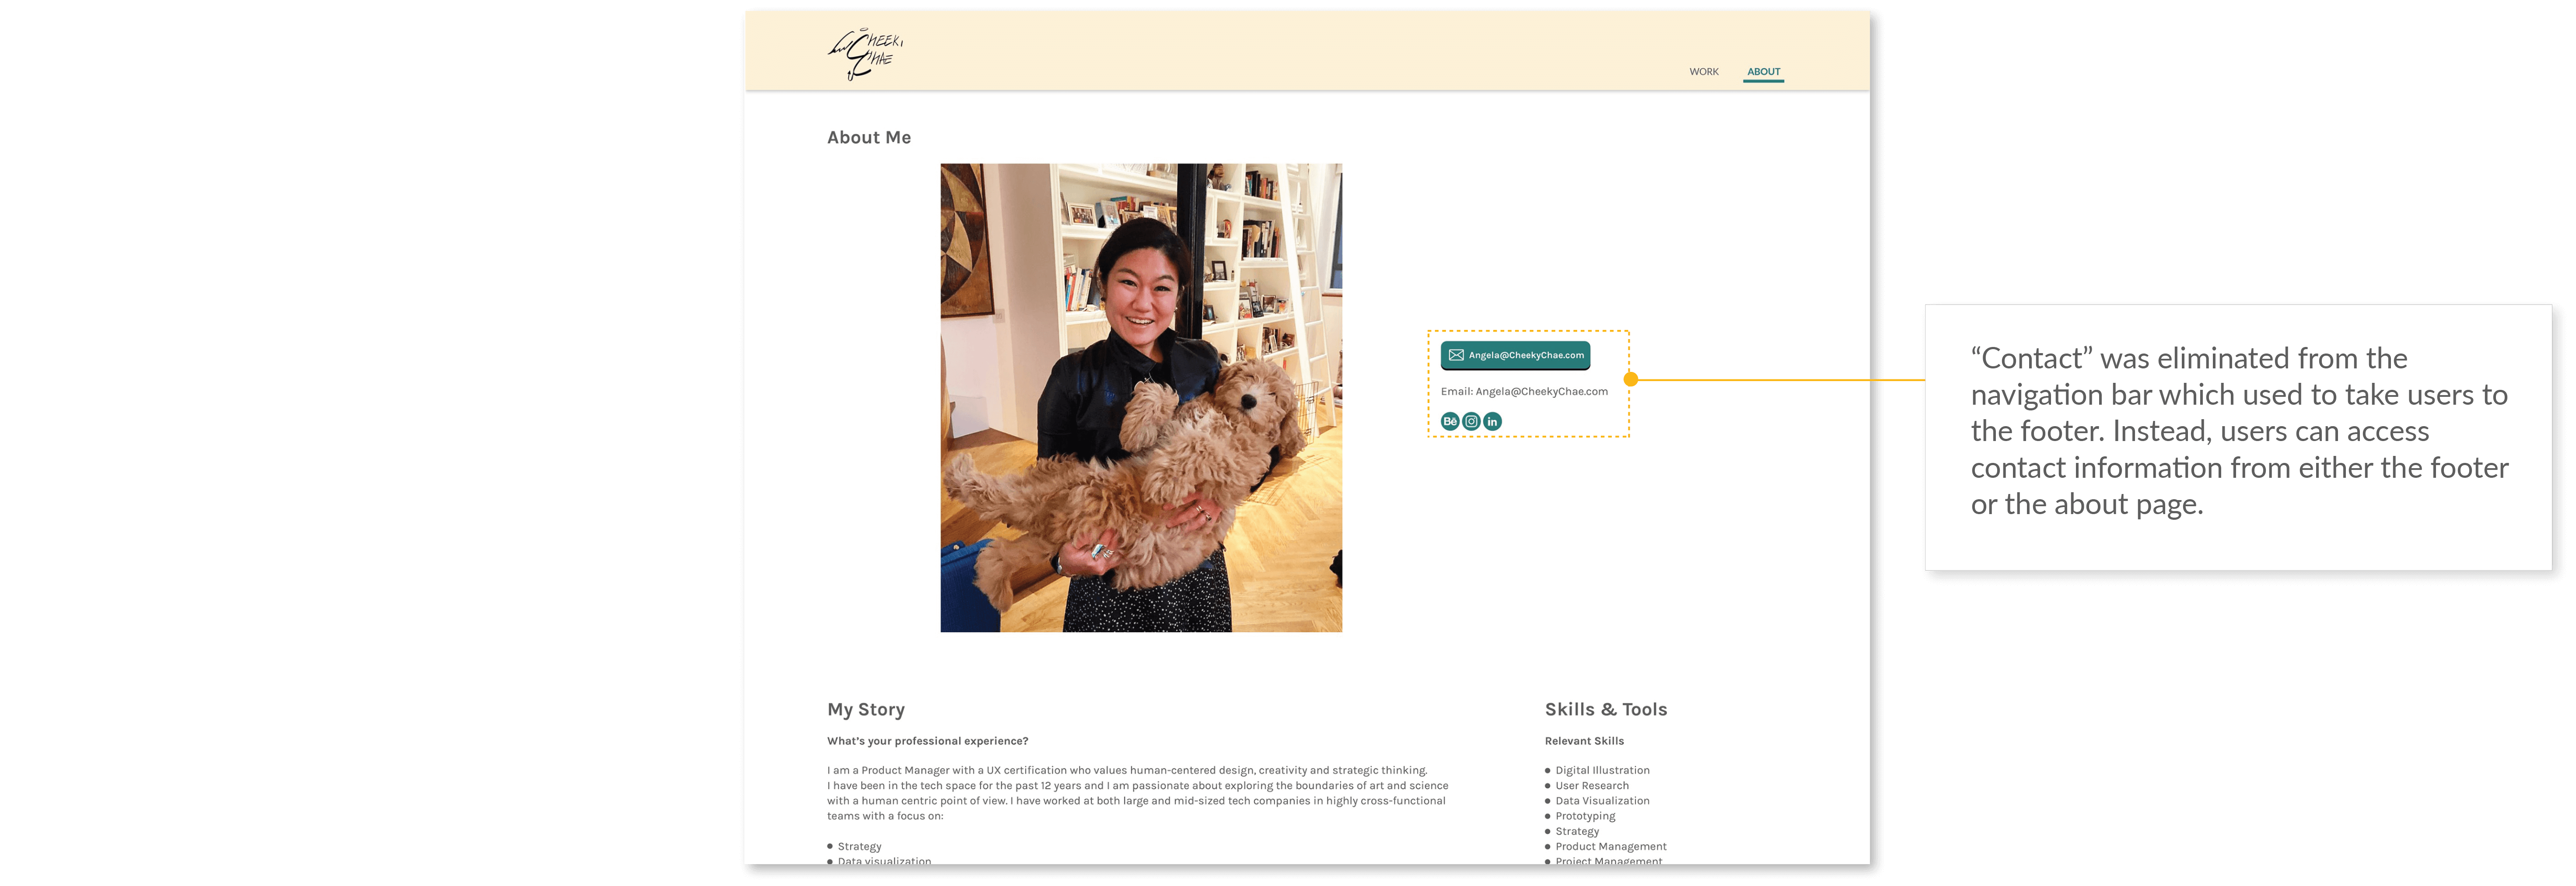 CHEEKY
CHAE
WORK ABOUT
About Me
Angela@CheekyChae.com
Email: Angela@CheekyChae.com
Bē in
“Contact” was eliminated from the
navigation bar which used to take users to
the footer. Instead, users can access
contact information from either the footer
or the about page.
My Story
What’s your professional experience?
I am a Product Manager with a UX certification who values human-centered design, creativity and strategic thinking.
I have been in the tech space for the past 12 years and I am passionate about exploring the boundaries of art and science
with a human centric point of view. I have worked at both large and mid-sized tech companies in highly cross-functional
teams with a focus on:
● Strategy
● Data visualization
Skills & Tools
Relevant Skills
● Digital Illustration
● User Research
● Data Visualization
● Prototyping
● Strategy
● Product Management
● Project Management